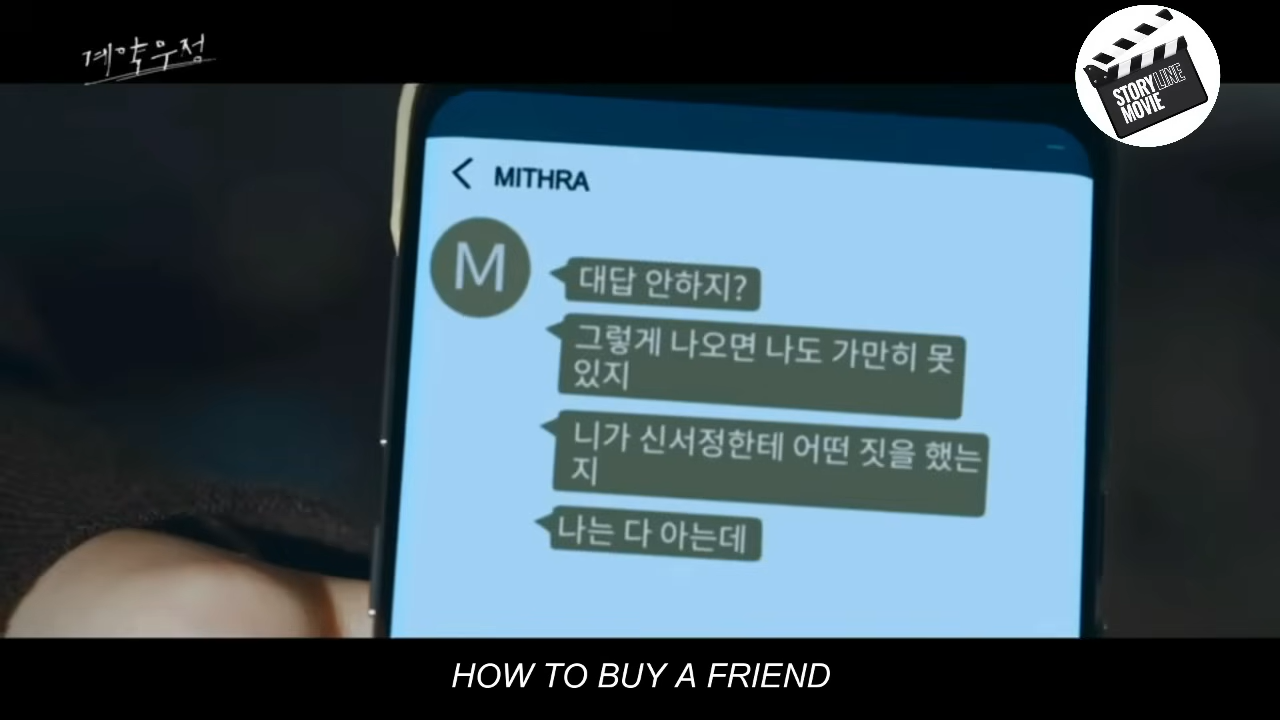 계약우정
STORY LINE
MOVIE
MITHRA
M
대답 안하지?
그렇게 나오면 나도 가만히 못
있지
니가 신서정한테 어떤 짓을 했는
지
나는 다 아는데
HOW TO BUY A FRIEND